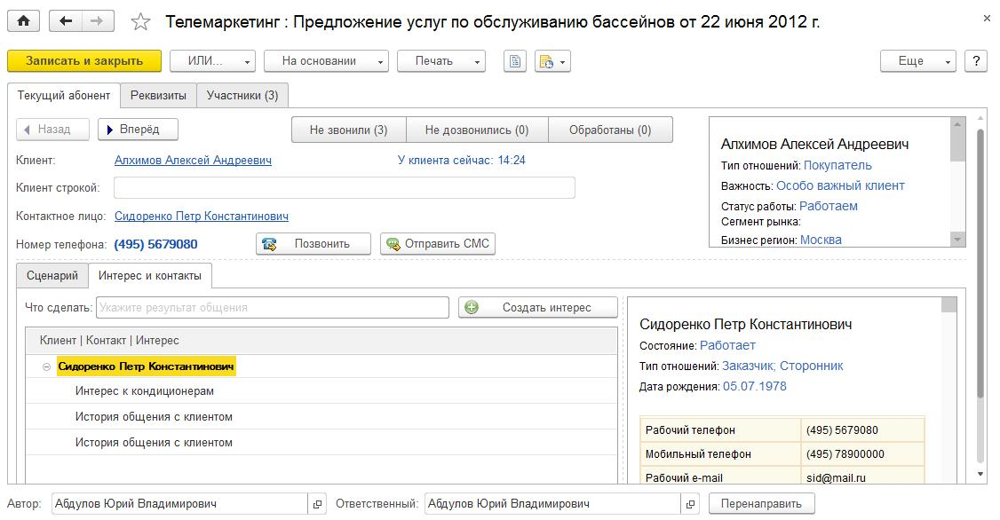 Телемаркетинг : Предложение услуг по обслуживанию бассейнов от 22 июня 2012 г.
Записать и закрыть ИЛИ... На основании Печать Еще ?
Текущий абонент Реквизиты Участники (3)
Назад Вперёд Не звонили (3) Не дозвонились (0) Обработаны (0)
Клиент: Алхимов Алексей Андреевич У клиента сейчас: 14:24
Клиент строкой:
Контактное лицо: Сидоренко Петр Константинович
Номер телефона: (495) 5679080 Позвонить Отправить СМС
Алхимов Алексей Андреевич
Тип отношений: Покупатель
Важность: Особо важный клиент
Статус работы: Работаем
Сегмент рынка:
Бизнес регион: Москва
Сценарий Интерес и контакты
Что сделать: Укажите результат общения Создать интерес
Клиент | Контакт | Интерес
Сидоренко Петр Константинович
Интерес к кондиционерам
История общения с клиентом
История общения с клиентом
Сидоренко Петр Константинович
Состояние: Работает
Тип отношений: Заказчик; Сторонник
Дата рождения: 05.07.1978
Рабочий телефон (495) 5679080
Мобильный телефон (495) 78900000
Рабочий e-mail sid@mail.ru
Автор: Абдулов Юрий Владимирович Ответственный: Абдулов Юрий Владимирович Перенаправить